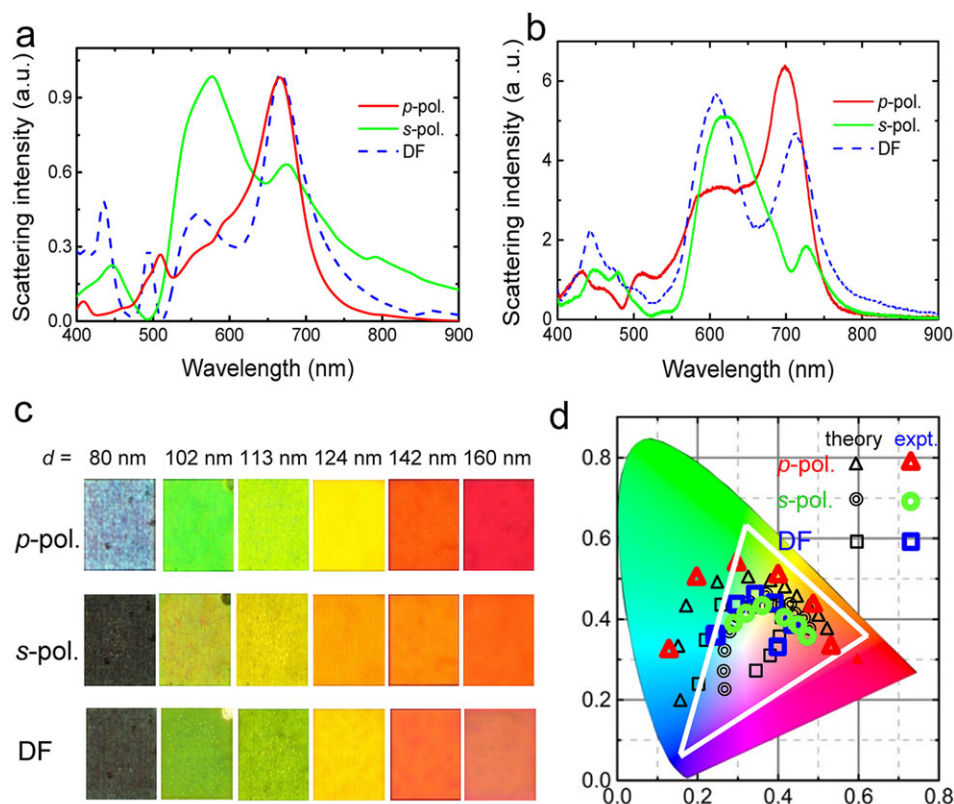 a
Scattering intensity (a.u.)
0.9
0.6
0.3
0.0
400 500 600 700 800 900
Wavelength (nm)
p-pol.
s-pol.
DF
b
Scattering indensity (a .u.)
6
4
2
0
400 500 600 700 800 900
Wavelength (nm)
p-pol.
s-pol.
DF
c
d = 80 nm 102 nm 113 nm 124 nm 142 nm 160 nm
p-pol.
s-pol.
DF
d
theory expt.
p-pol.
s-pol.
DF
0.8
0.6
0.4
0.2
0.0
0.0 0.2 0.4 0.6 0.8